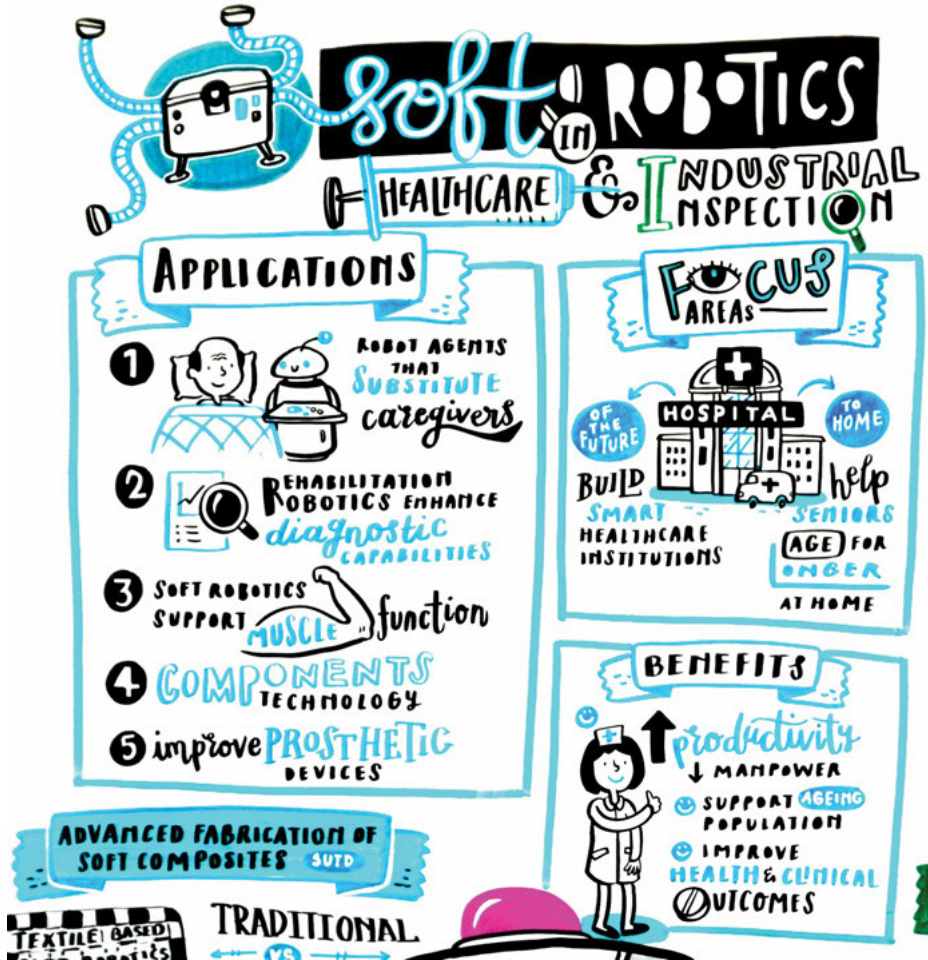 soft ROBOTICS
IN
HEALTHCARE & INDUSTRIAL
INSPECTION
APPLICATIONS
1 ROBOT AGENTS
THAT
SUBSTITUTE
caregivers
2 REHABILITATION
ROBOTICS ENHANCE
diagnostic
CAPABILITIES
3 SOFT ROBOTICS
SUPPORT MUSCLE function
4 COMPONENTS
TECHNOLOGY
5 improve PROSTHETIC
DEVICES
FOCUS
AREAS
HOSPITAL
OF
THE
FUTURE
BUILD
SMART
HEALTHCARE
INSTITUTIONS
TO
HOME
help
SENIORS
AGE FOR
LONGER
AT HOME
BENEFITS
productivity
MANPOWER
SUPPORT AGEING
POPULATION
IMPROVE
HEALTH & CLINICAL
OUTCOMES
ADVANCED FABRICATION OF
SOFT COMPOSITES SUTD
TEXTILE BASED
ROBOTICS
TRADITIONAL
VS